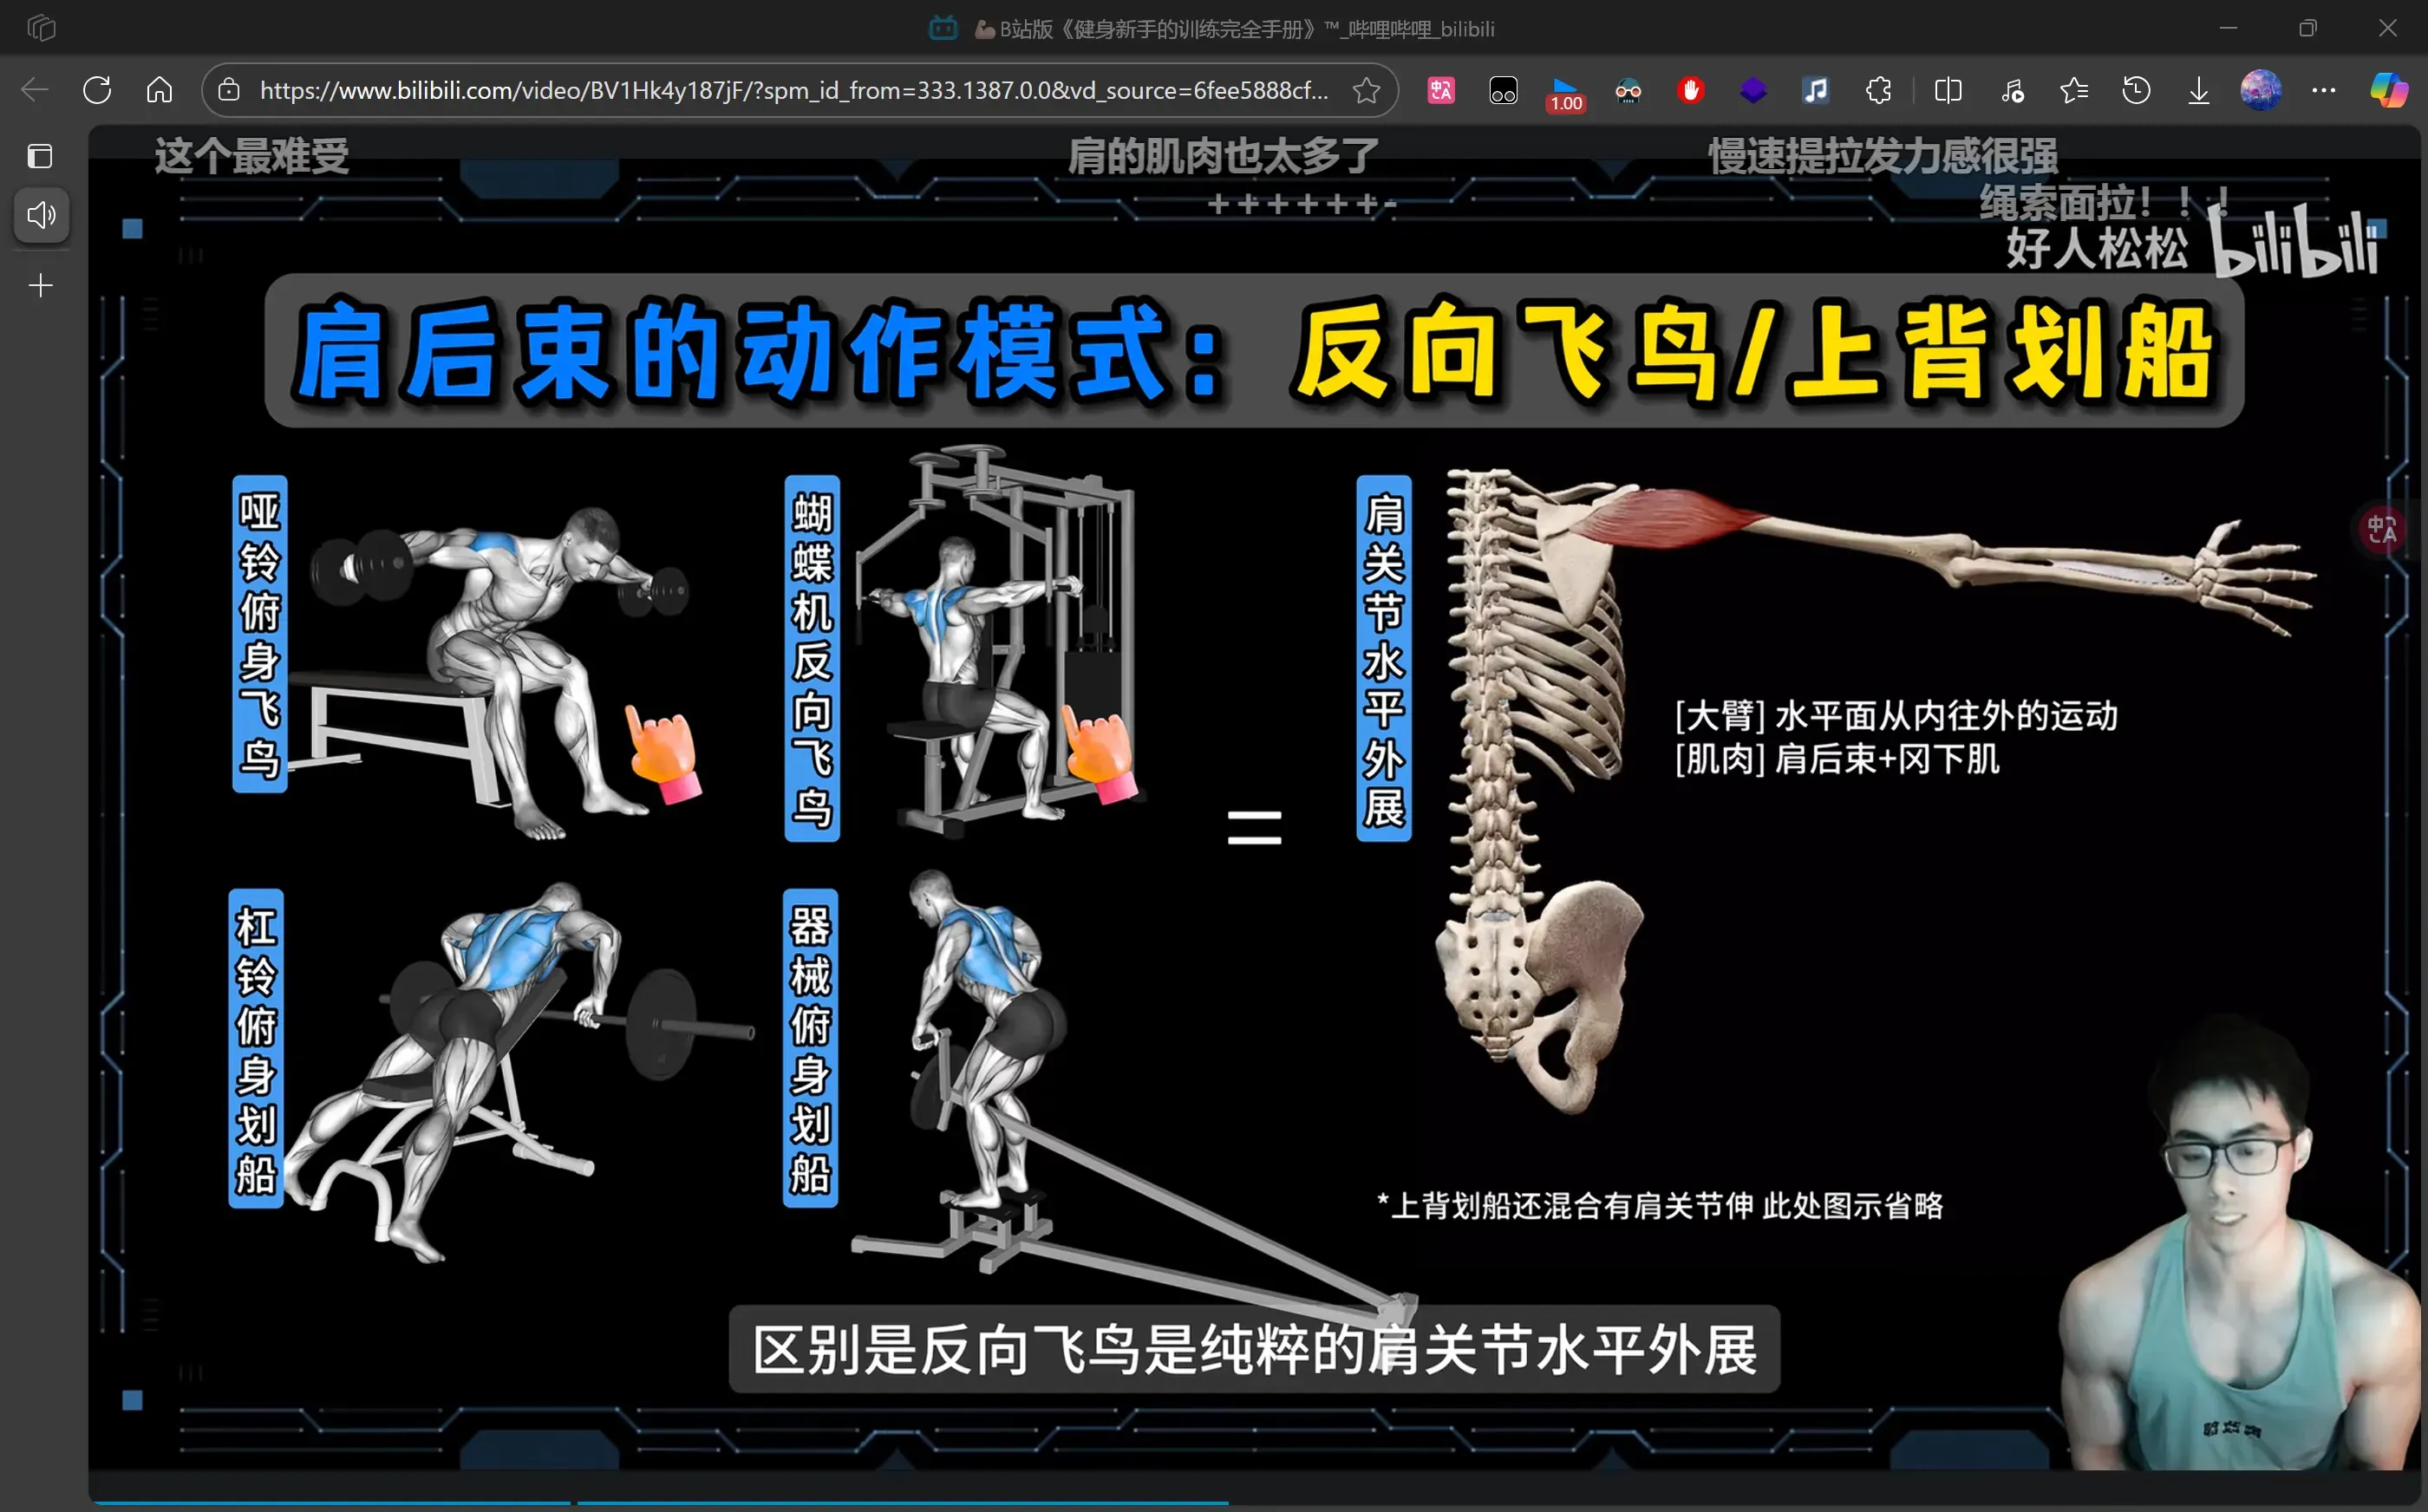 B站版《健身新手的训练完全手册》™_哔哩哔哩_bilibili
https://www.bilibili.com/video/BV1Hk4y187jF/?spm_id_from=333.1387.0.0&vd_source=6fee5888cf...
1.00
这个最难受
肩的肌肉也太多了
慢速提拉发力感很强
++++++-
绳索面拉！！！
好人松松 bilibili
肩后束的动作模式：反向飞鸟/上背划船
哑铃俯身飞鸟
蝴蝶机反向飞鸟
肩关节水平外展
[大臂] 水平面从内往外的运动
[肌肉] 肩后束+冈下肌
=
杠铃俯身划船
器械俯身划船
*上背划船还混合有肩关节伸 此处图示省略
区别是反向飞鸟是纯粹的肩关节水平外展